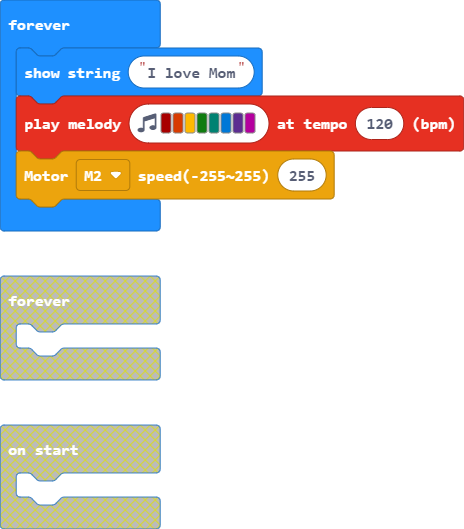 forever
show string "I love Mom"
play melody at tempo 120 (bpm)
Motor M2 speed(-255~255) 255
forever
on start